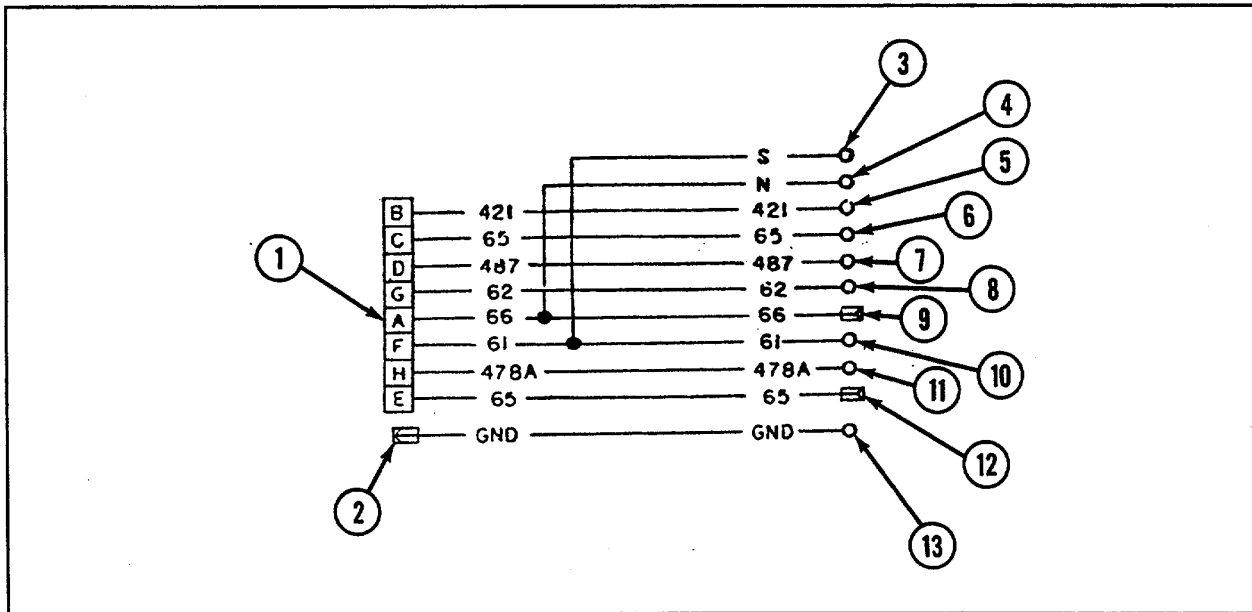 3
S
4
N
5
B 421 421
6
C 65 65
1
D 487 487 7
G 62 62 8
A 66 66 9
F 61 61 10
H 478A 478A 11
E 65 65
GND GND 12
2
13